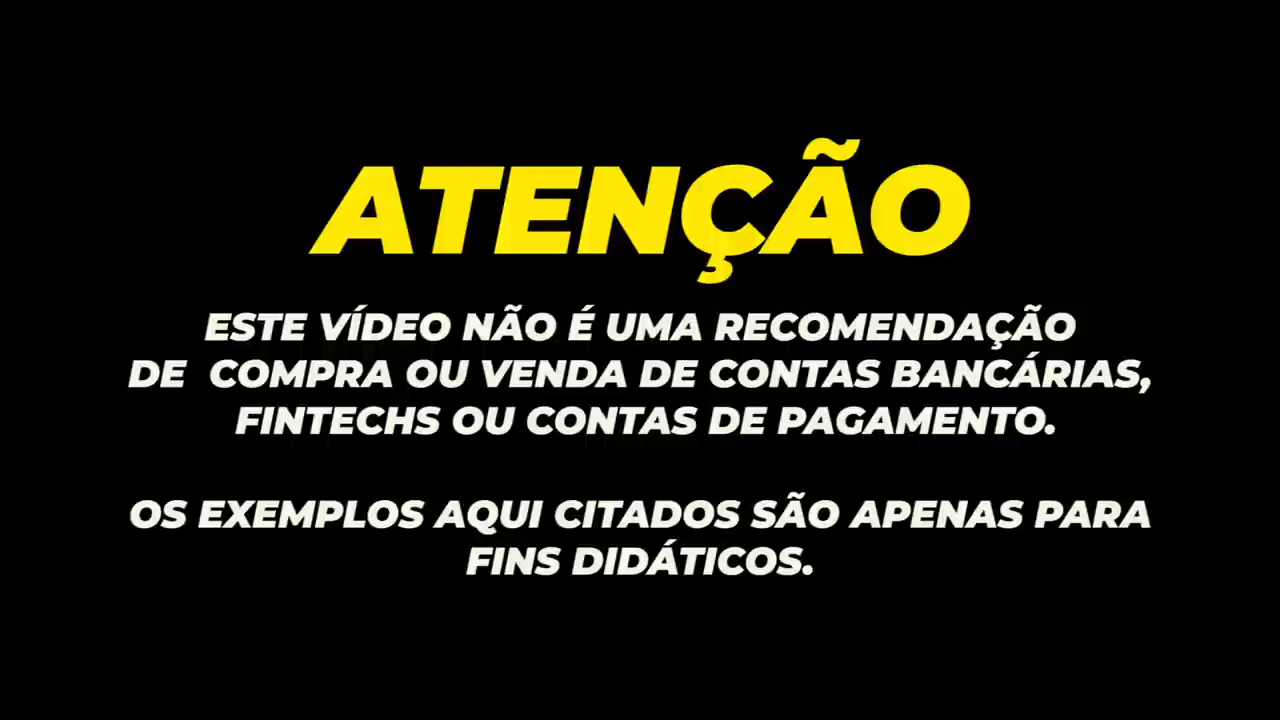 ATENÇÃO
ESTE VÍDEO NÃO É UMA RECOMENDAÇÃO
DE COMPRA OU VENDA DE CONTAS BANCÁRIAS,
FINTECHS OU CONTAS DE PAGAMENTO.
OS EXEMPLOS AQUI CITADOS SÃO APENAS PARA
FINS DIDÁTICOS.